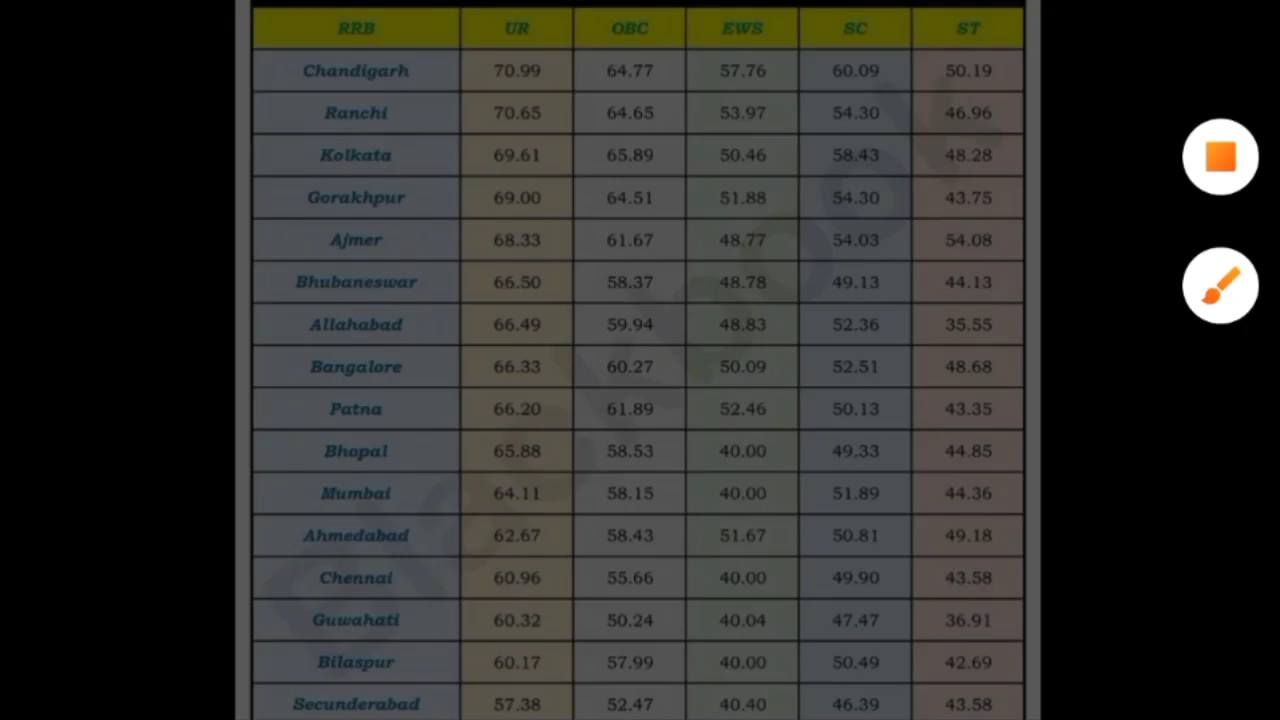 RRB UR OBC EWS SC ST
Chandigarh 70.99 64.77 57.76 60.09 50.19
Ranchi 70.65 64.65 53.97 54.30 46.96
Kolkata 69.61 65.89 50.46 58.43 48.28
Gorakhpur 69.00 64.51 51.88 54.30 43.75
Ajmer 68.33 61.67 48.77 54.03 54.08
Bhubaneswar 66.50 58.37 48.78 49.13 44.13
Allahabad 66.49 59.94 48.83 52.36 35.55
Bangalore 66.33 60.27 50.09 52.51 48.68
Patna 66.20 61.89 52.46 50.13 43.35
Bhopal 65.88 58.53 40.00 49.33 44.85
Mumbai 64.11 58.15 40.00 51.89 44.36
Ahmedabad 62.67 58.43 51.67 50.81 49.18
Chennai 60.96 55.66 40.00 49.90 43.58
Guwahati 60.32 50.24 40.04 47.47 36.91
Bilaspur 60.17 57.99 40.00 50.49 42.69
Secunderabad 57.38 52.47 40.40 46.39 43.58